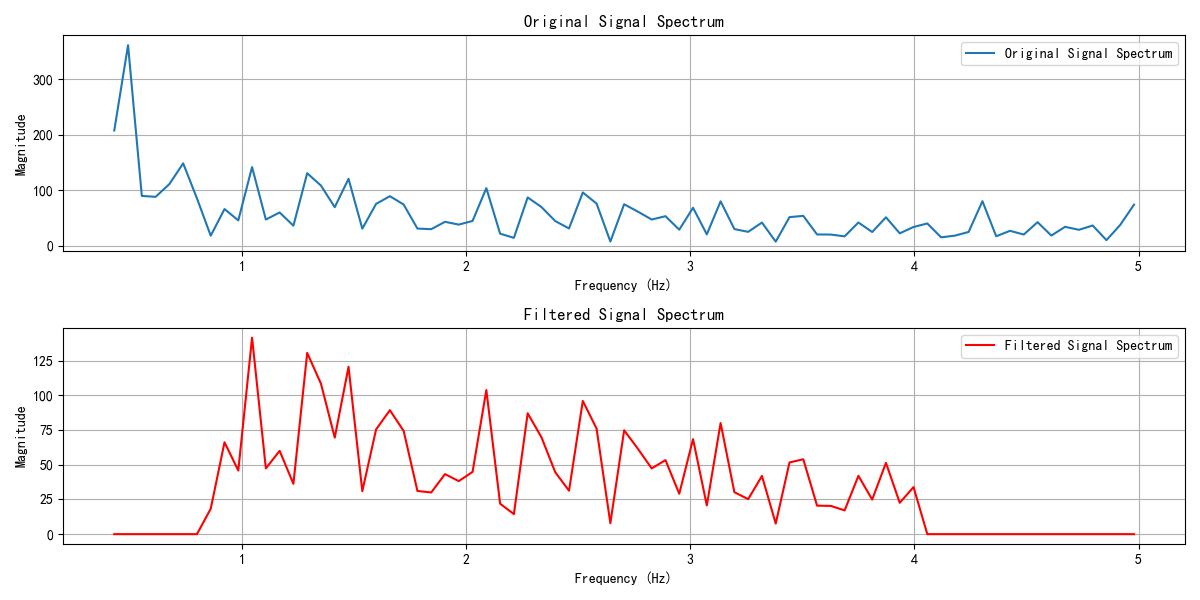 Original Signal Spectrum
Original Signal Spectrum
Magnitude
300
200
100
0
1 2 3 4 5
Frequency (Hz)
Filtered Signal Spectrum
Filtered Signal Spectrum
Magnitude
125
100
75
50
25
0
1 2 3 4 5
Frequency (Hz)